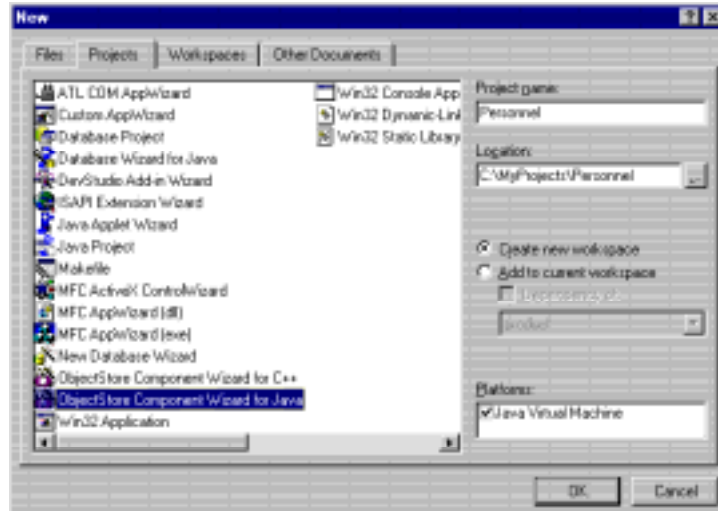 New
Files Projects Workspaces Other Documents
ATL COM AppWizard
Custom AppWizard
Database Project
Database Wizard for Java
DevStudio Add-in Wizard
ISAPI Extension Wizard
Java Applet Wizard
Java Project
Makefile
MFC ActiveX ControlWizard
MFC AppWizard (dll)
MFC AppWizard (exe)
New Database Wizard
ObjectStore Component Wizard for C++
ObjectStore Component Wizard for Java
Win32 Application
Win32 Console App
Win32 Dynamic-Link
Win32 Static Library
Project name:
Personnel
Location:
C:\MyProjects\Personnel
...
Create new workspace
Add to current workspace
Dependency of:
product
Platforms:
Java Virtual Machine
OK
Cancel